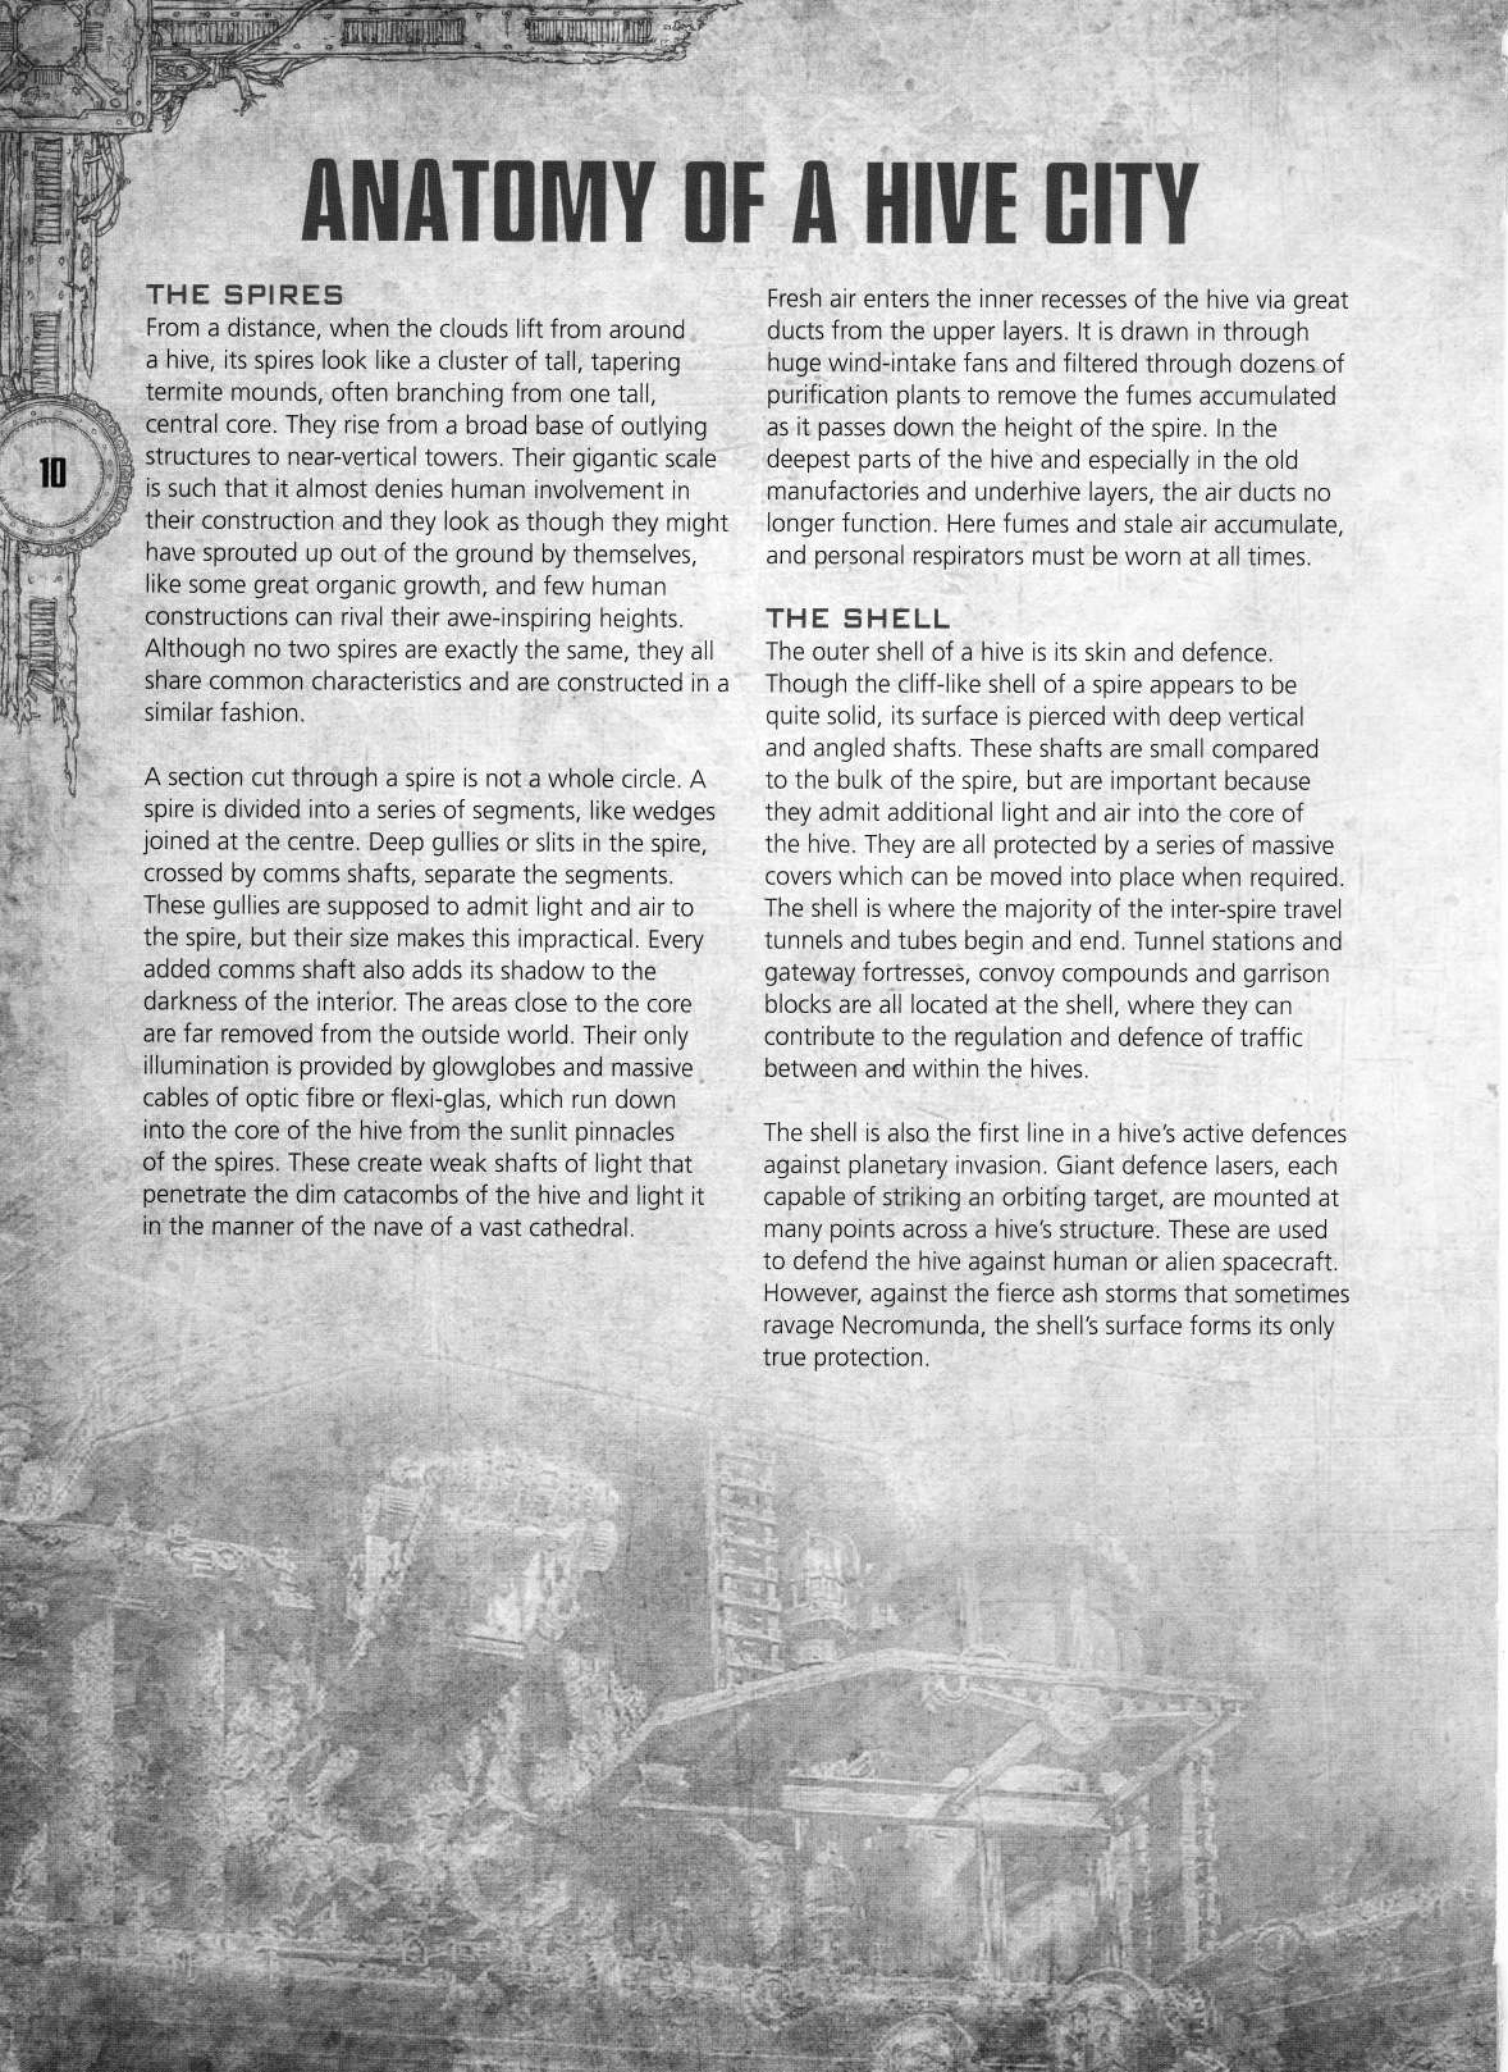 ANATOMY OF A HIVE CITY
THE SPIRES
From a distance, when the clouds lift from around
a hive, its spires look like a cluster of tall, tapering
termite mounds, often branching from one tall,
central core. They rise from a broad base of outlying
structures to near-vertical towers. Their gigantic scale
is such that it almost denies human involvement in
their construction and they look as though they might
have sprouted up out of the ground by themselves,
like some great organic growth, and few human
constructions can rival their awe-inspiring heights.
Although no two spires are exactly the same, they all
share common characteristics and are constructed in a
similar fashion.
A section cut through a spire is not a whole circle. A
spire is divided into a series of segments, like wedges
joined at the centre. Deep gullies or slits in the spire,
crossed by comms shafts, separate the segments.
These gullies are supposed to admit light and air to
the spire, but their size makes this impractical. Every
added comms shaft also adds its shadow to the
darkness of the interior. The areas close to the core
are far removed from the outside world. Their only
illumination is provided by glowglobes and massive
cables of optic fibre or flexi-glas, which run down
into the core of the hive from the sunlit pinnacles
of the spires. These create weak shafts of light that
penetrate the dim catacombs of the hive and light it
in the manner of the nave of a vast cathedral.
Fresh air enters the inner recesses of the hive via great
ducts from the upper layers. It is drawn in through
huge wind-intake fans and filtered through dozens of
purification plants to remove the fumes accumulated
as it passes down the height of the spire. In the
deepest parts of the hive and especially in the old
manufactories and underhive layers, the air ducts no
longer function. Here fumes and stale air accumulate,
and personal respirators must be worn at all times.
THE SHELL
The outer shell of a hive is its skin and defence.
Though the cliff-like shell of a spire appears to be
quite solid, its surface is pierced with deep vertical
and angled shafts. These shafts are small compared
to the bulk of the spire, but are important because
they admit additional light and air into the core of
the hive. They are all protected by a series of massive
covers which can be moved into place when required.
The shell is where the majority of the inter-spire travel
tunnels and tubes begin and end. Tunnel stations and
gateway fortresses, convoy compounds and garrison
blocks are all located at the shell, where they can
contribute to the regulation and defence of traffic
between and within the hives.
The shell is also the first line in a hive's active defences
against planetary invasion. Giant defence lasers, each
capable of striking an orbiting target, are mounted at
many points across a hive's structure. These are used
to defend the hive against human or alien spacecraft.
However, against the fierce ash storms that sometimes
ravage Necromunda, the shell's surface forms its only
true protection.
10